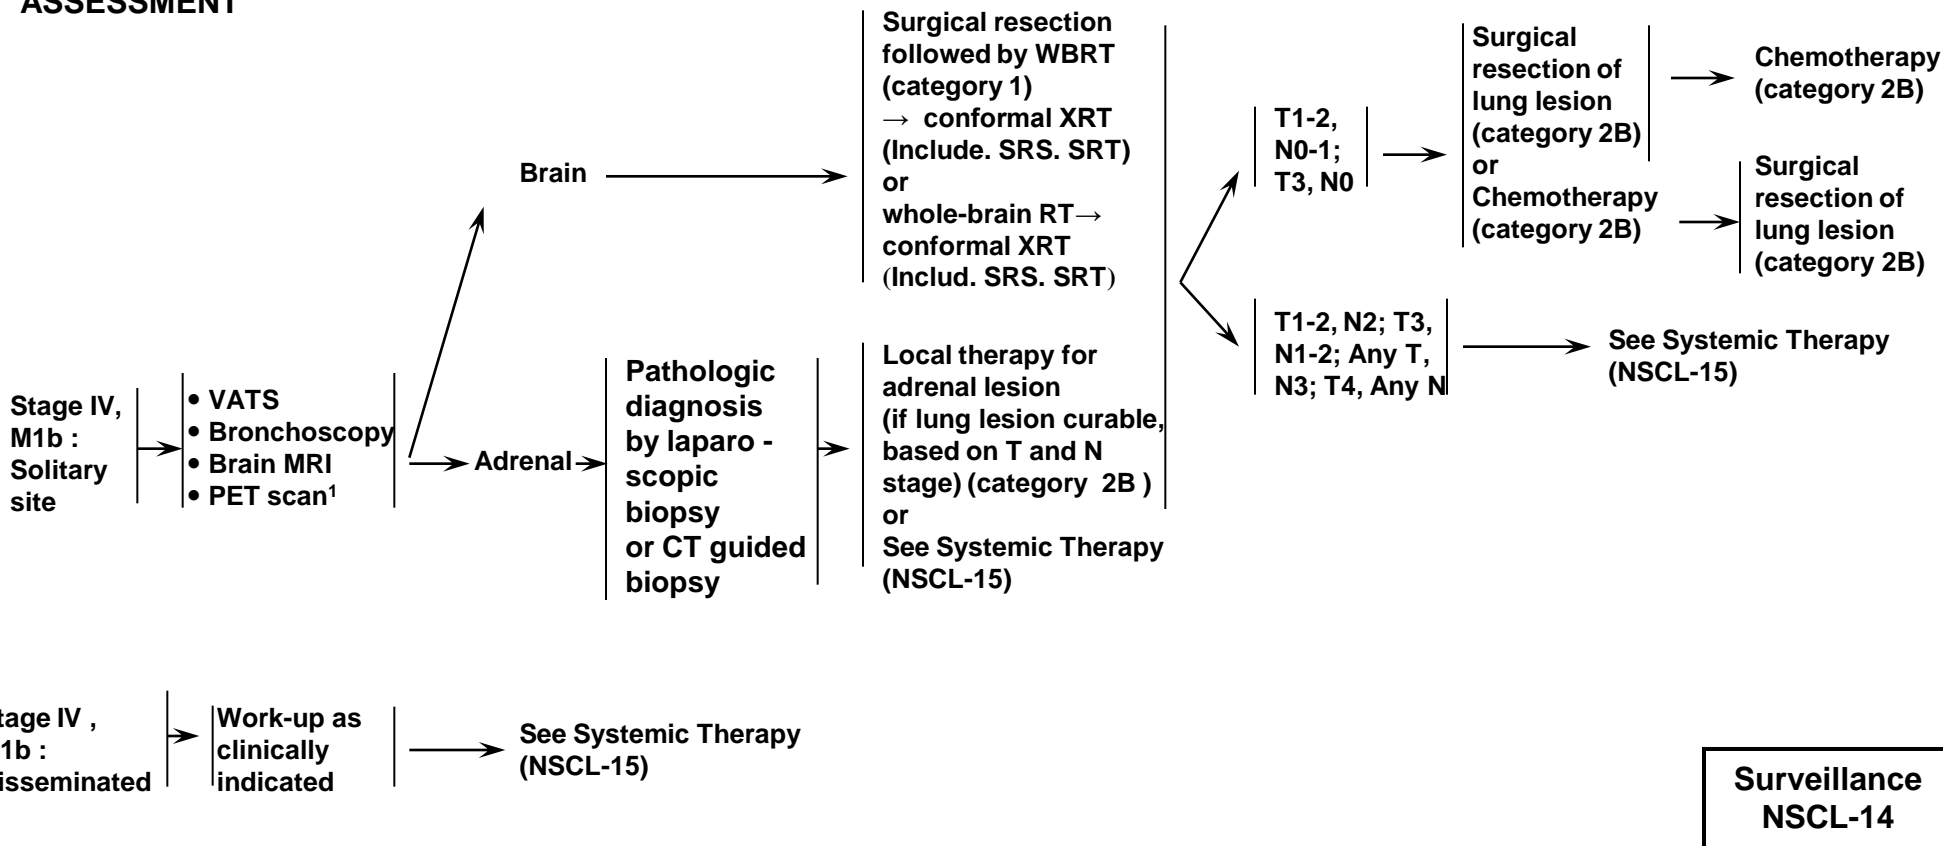 ASSESSMENT
Stage IV,
M1b :
Solitary
site
• VATS
• Bronchoscopy
• Brain MRI
• PET scan¹
Brain
Surgical resection
followed by WBRT
(category 1)
→ conformal XRT
(Include. SRS. SRT)
or
whole-brain RT→
conformal XRT
(Includ. SRS. SRT)
Adrenal
Pathologic
diagnosis
by laparo -
scopic
biopsy
or CT guided
biopsy
Local therapy for
adrenal lesion
(if lung lesion curable,
based on T and N
stage) (category 2B )
or
See Systemic Therapy
(NSCL-15)
T1-2,
N0-1;
T3, N0
Surgical
resection of
lung lesion
(category 2B)
or
Chemotherapy
(category 2B)
Chemotherapy
(category 2B)
Surgical
resection of
lung lesion
(category 2B)
T1-2, N2; T3,
N1-2; Any T,
N3; T4, Any N
See Systemic Therapy
(NSCL-15)
tage IV ,
1b :
isseminated
Work-up as
clinically
indicated
See Systemic Therapy
(NSCL-15)
Surveillance
NSCL-14